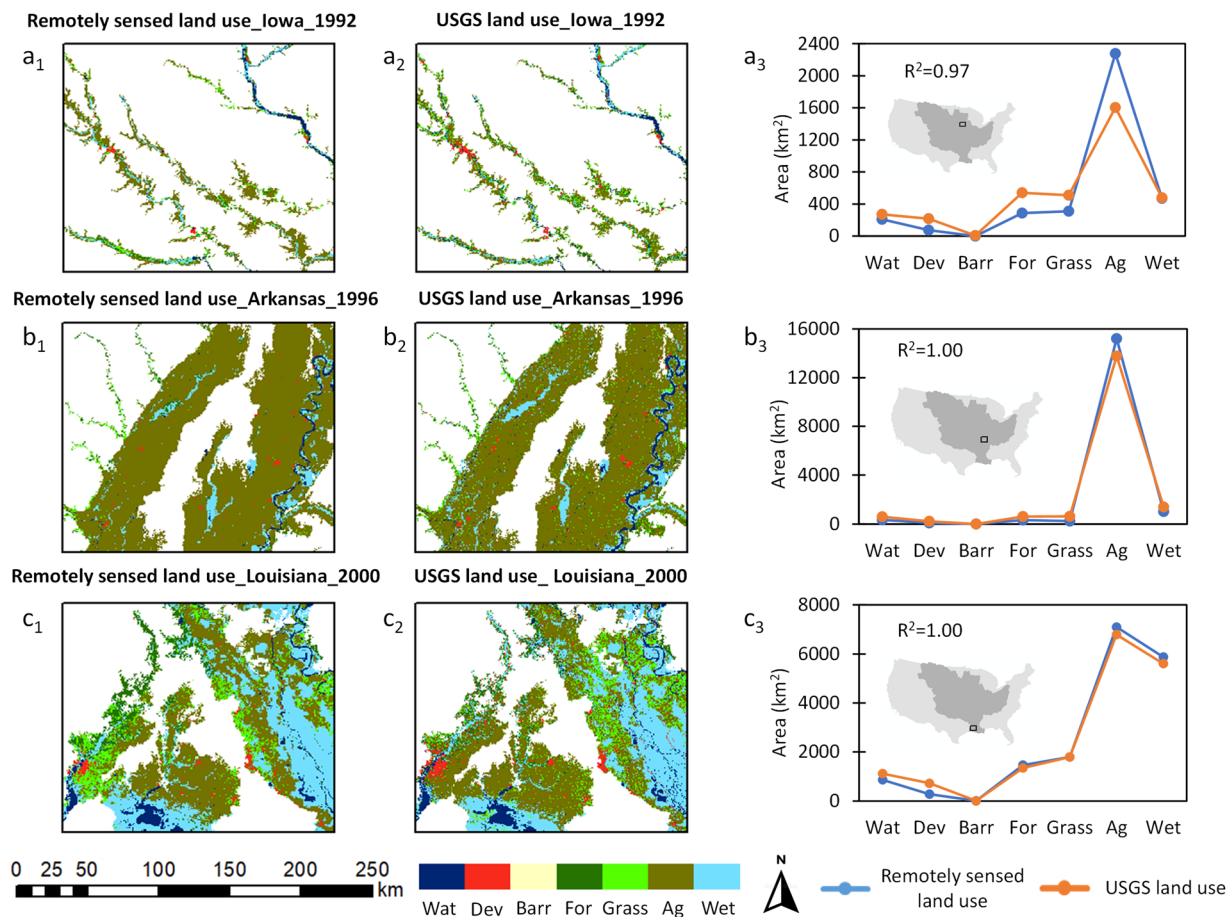 Remotely sensed land use_Iowa_1992
USGS land use_Iowa_1992
a1
a2
a3
R²=0.97
Area (km²)
2400
2000
1600
1200
800
400
0
Wat Dev Barr For Grass Ag Wet
Remotely sensed land use_Arkansas_1996
USGS land use_Arkansas_1996
b1
b2
b3
R²=1.00
Area (km²)
16000
12000
8000
4000
0
Wat Dev Barr For Grass Ag Wet
Remotely sensed land use_Louisiana_2000
USGS land use_ Louisiana_2000
c1
c2
c3
R²=1.00
Area (km²)
8000
6000
4000
2000
0
Wat Dev Barr For Grass Ag Wet
0 25 50 100 150 200 250
km
Wat Dev Barr For Grass Ag Wet
N
Remotely sensed
land use
USGS land use